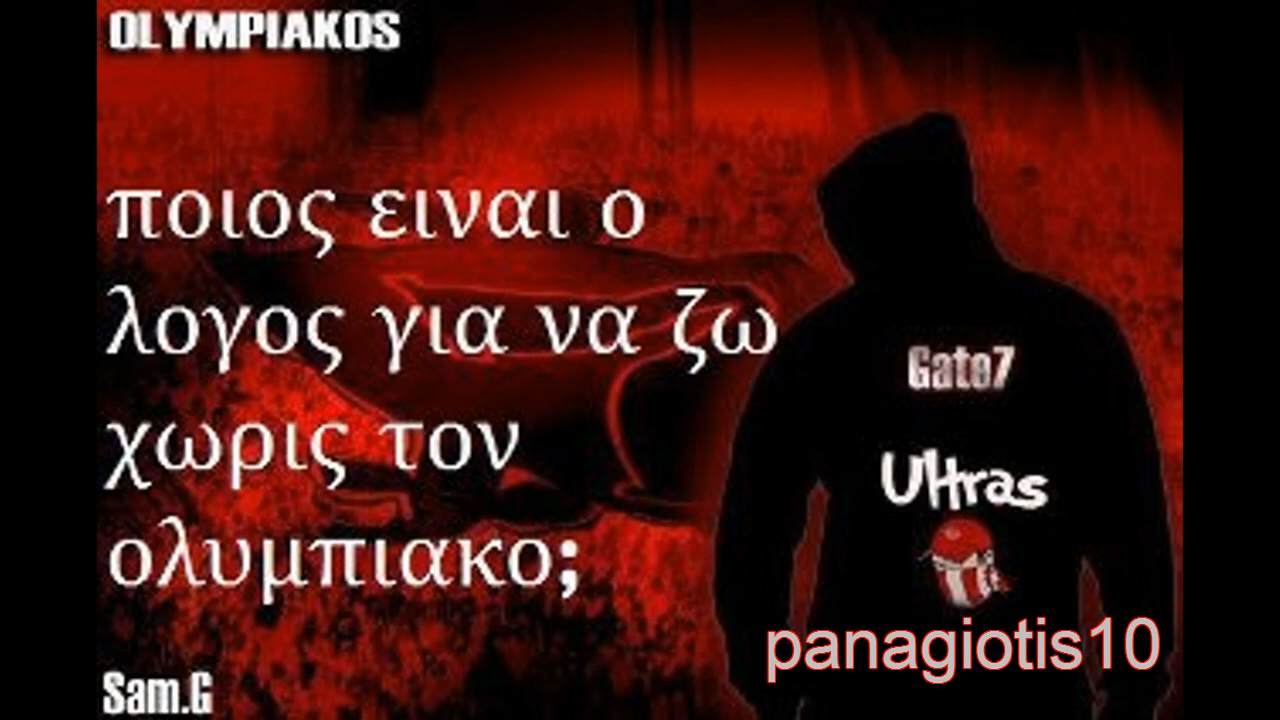 OLYMPIAKOS
ποιος ειναι ο
λογος για να ζω
χωρις τον
ολυμπιακο;
Gate7
Ultras
panagiotis10
Sam.G